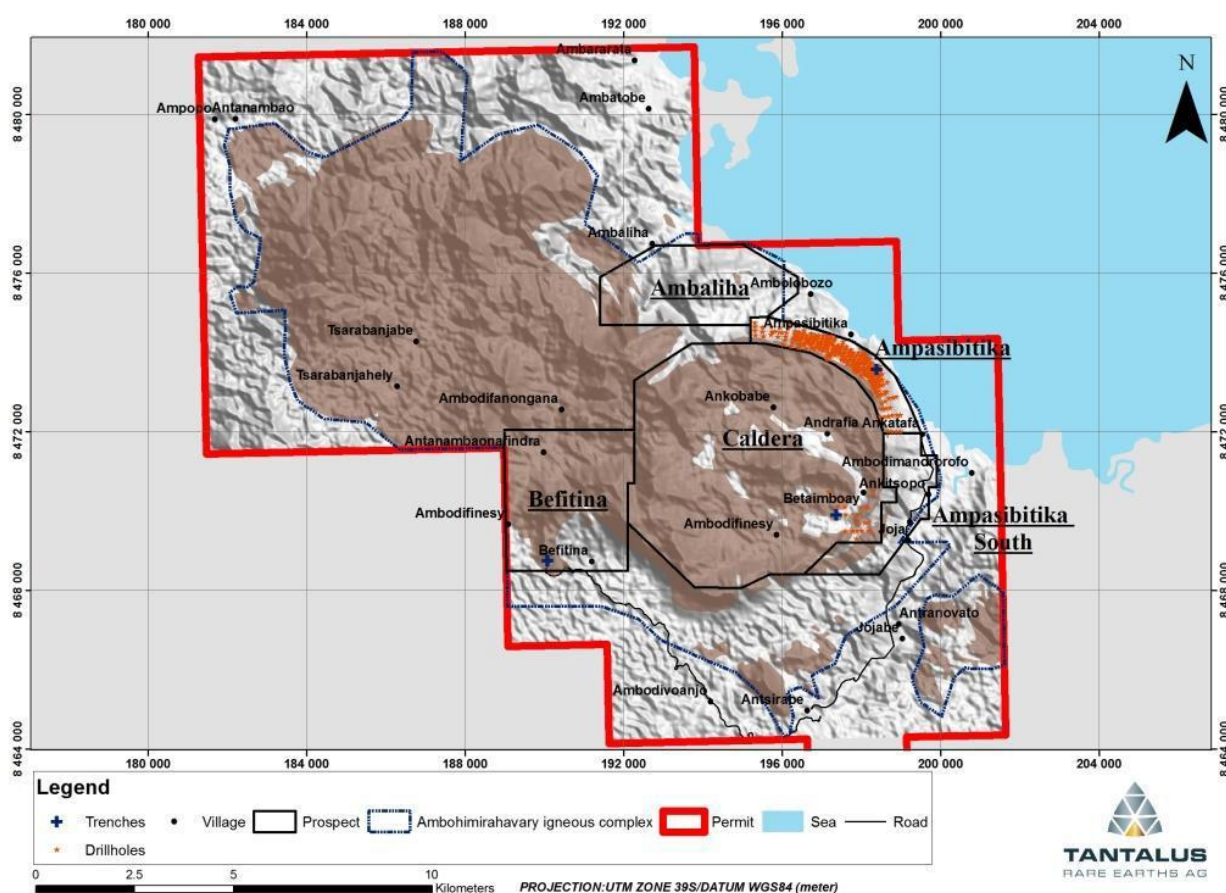 180 000 184 000 188 000 192 000 196 000 200 000 204 000
N
Ambararata
Ambatobe
AmpopoAntanambao
8 480 000 8 480 000
Ambaliha
8 476 000 8 476 000
Ambaliha
Ambolobozo
Ampasibitika
Tsarabanjabe
Ampasibitika
Tsarabanjahely
Ankobabe
Ambodifanongana
Andrafia Ankatafa
8 472 000 8 472 000
Caldera
Antanambaonarindra
Ambodimandrorofo
Ankitsopo
Befitina
Betaimboay
Ambodifinesy
Ampasibitika
South
Joja
Ambodifinesy
Befitina
8 468 000 8 468 000
Antranovato
Jojabe
Ambodivoanjo
Antsirabe
8 464 000 8 464 000
180 000 184 000 188 000 192 000 196 000 200 000 204 000
Legend
Trenches Village Prospect Ambohimirahavary igneous complex Permit Sea Road
Drillholes
0 2.5 5 10
Kilometers
PROJECTION:UTM ZONE 39S/DATUM WGS84 (meter)
TANTALUS
RARE EARTHS AG